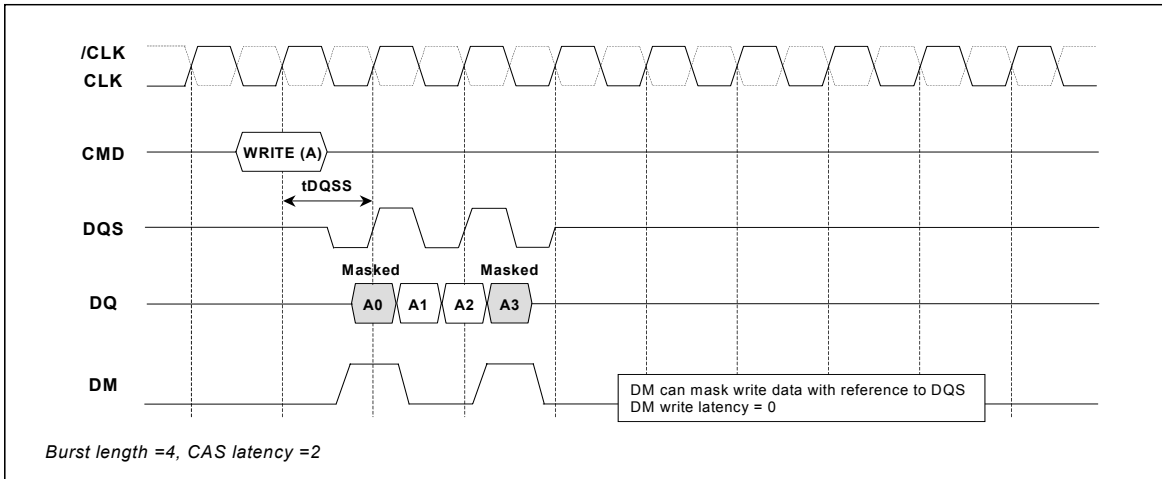 /CLK
CLK
CMD
WRITE (A)
tDQSS
DQS
Masked Masked
DQ
A0 A1 A2 A3
DM
DM can mask write data with reference to DQS
DM write latency = 0
Burst length =4, CAS latency =2